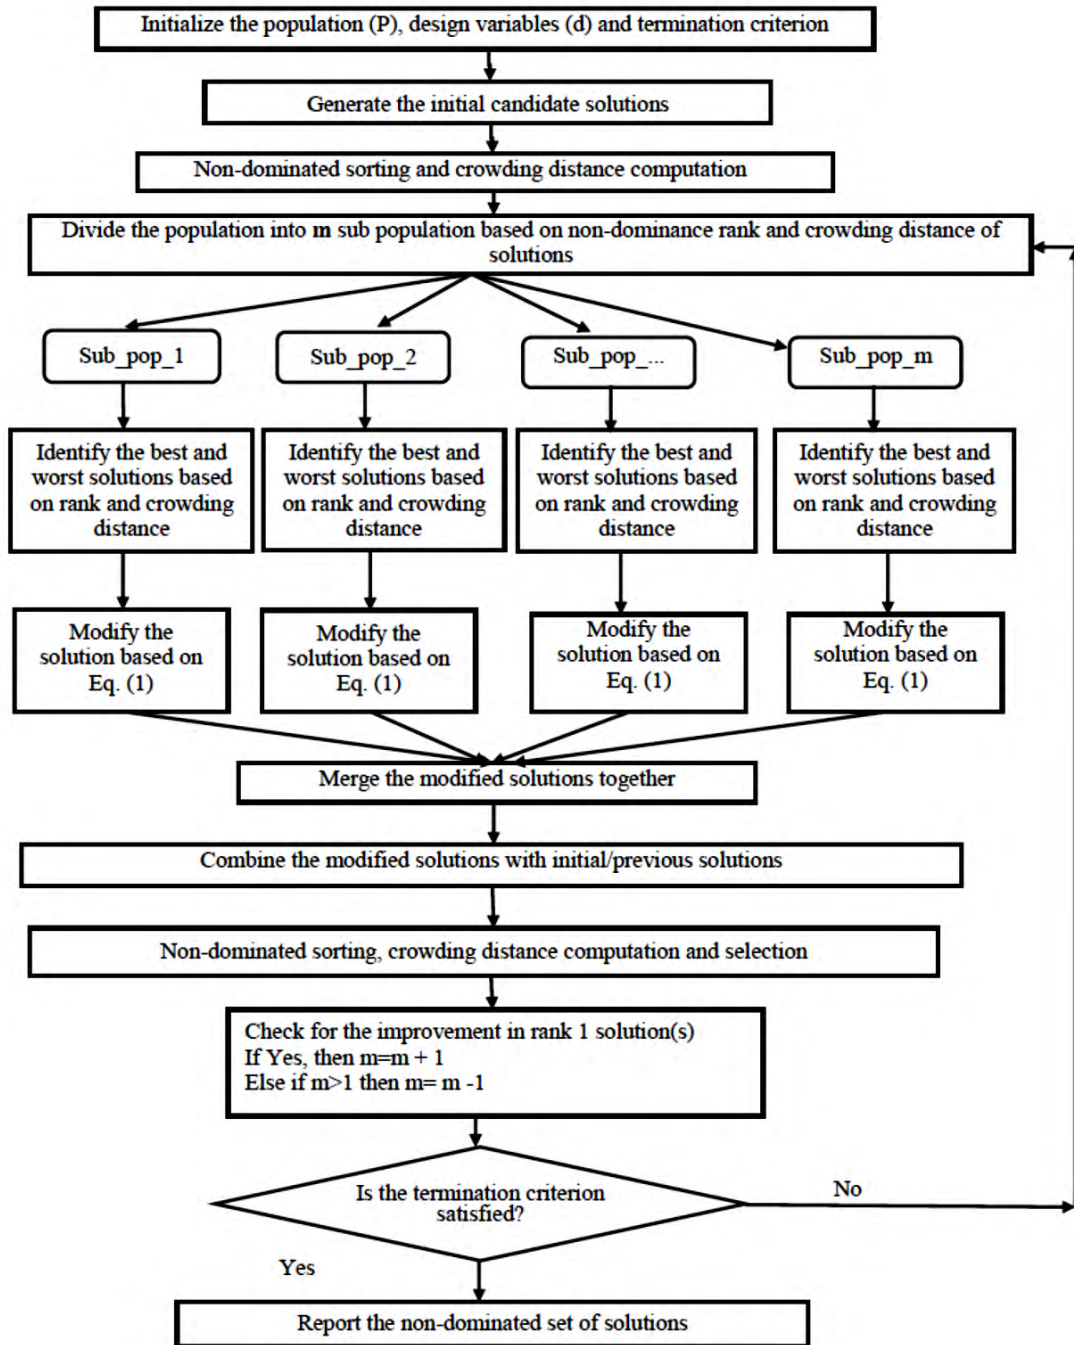 Initialize the population (P), design variables (d) and termination criterion
Generate the initial candidate solutions
Non-dominated sorting and crowding distance computation
Divide the population into m sub population based on non-dominance rank and crowding distance of
solutions
Sub_pop_1
Sub_pop_2
Sub_pop_...
Sub_pop_m
Identify the best and
worst solutions based
on rank and crowding
distance
Identify the best and
worst solutions based
on rank and crowding
distance
Identify the best and
worst solutions based
on rank and crowding
distance
Identify the best and
worst solutions based
on rank and crowding
distance
Modify the
solution based on
Eq. (1)
Modify the
solution based on
Eq. (1)
Modify the
solution based on
Eq. (1)
Modify the
solution based on
Eq. (1)
Merge the modified solutions together
Combine the modified solutions with initial/previous solutions
Non-dominated sorting, crowding distance computation and selection
Check for the improvement in rank 1 solution(s)
If Yes, then m=m + 1
Else if m>1 then m= m -1
Is the termination criterion
satisfied?
No
Yes
Report the non-dominated set of solutions